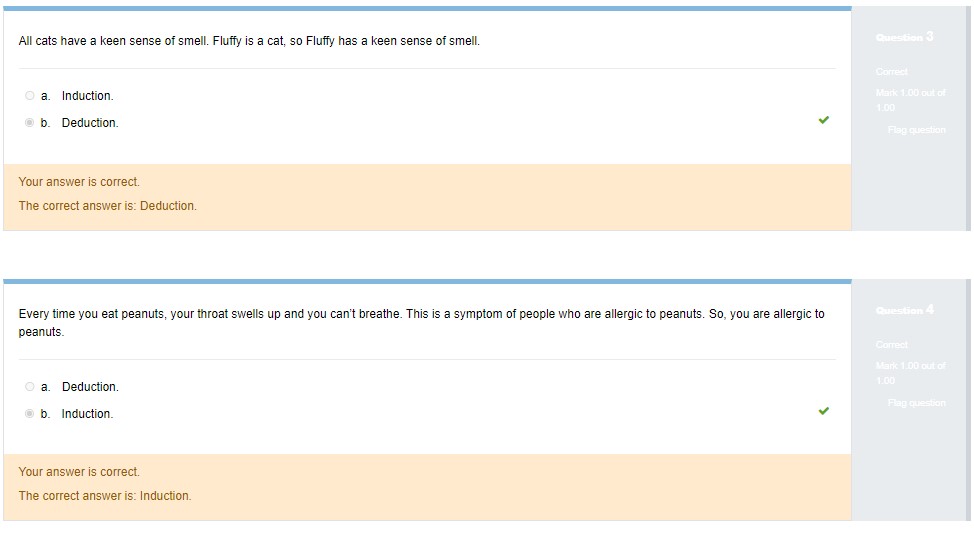 All cats have a keen sense of smell. Fluffy is a cat, so Fluffy has a keen sense of smell.
a. Induction.
b. Deduction.
Your answer is correct.
The correct answer is: Deduction.
Question 3
Correct
Mark 1.00 out of
1.00
Flag question
Every time you eat peanuts, your throat swells up and you can't breathe. This is a symptom of people who are allergic to peanuts. So, you are allergic to
peanuts.
a. Deduction.
b. Induction.
Your answer is correct.
The correct answer is: Induction.
Question 4
Correct
Mark 1.00 out of
1.00
Flag question